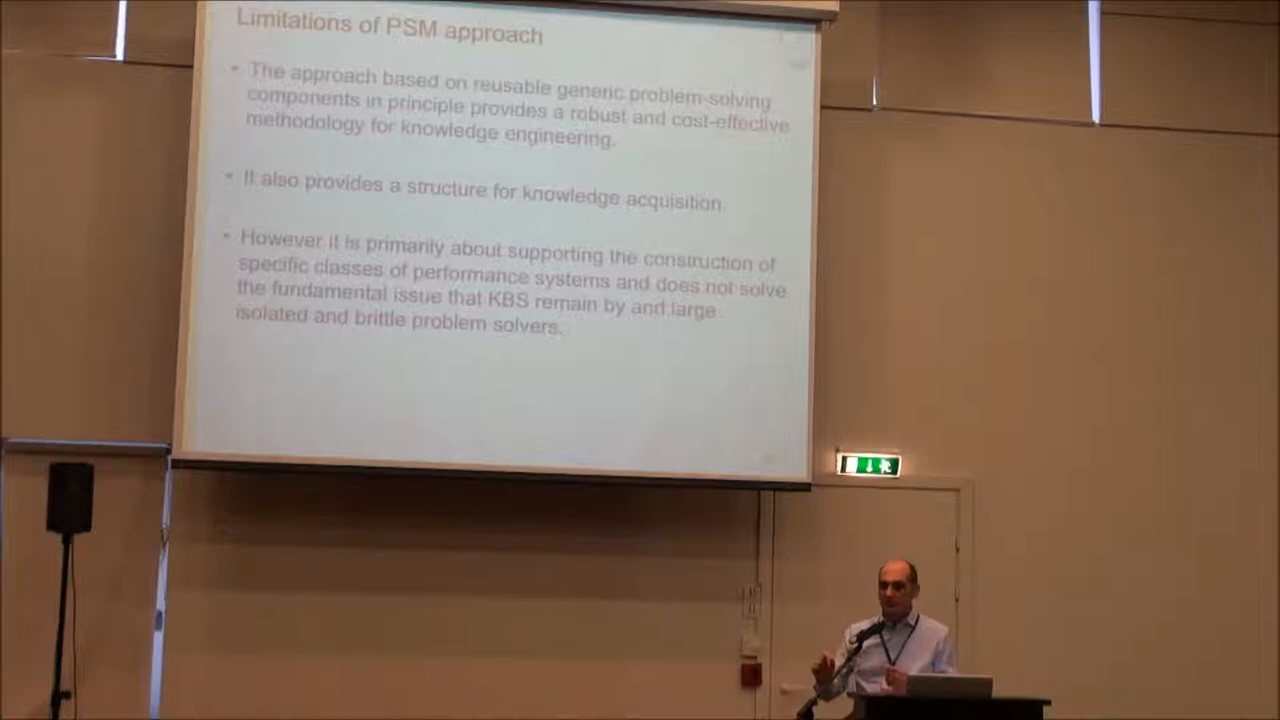 Limitations of PSM approach
• The approach based on reusable generic problem-solving
components in principle provides a robust and cost-effective
methodology for knowledge engineering.
• It also provides a structure for knowledge acquisition.
• However it is primarily about supporting the construction of
specific classes of performance systems and does not solve
the fundamental issue that KBS remain by and large
isolated and brittle problem solvers.